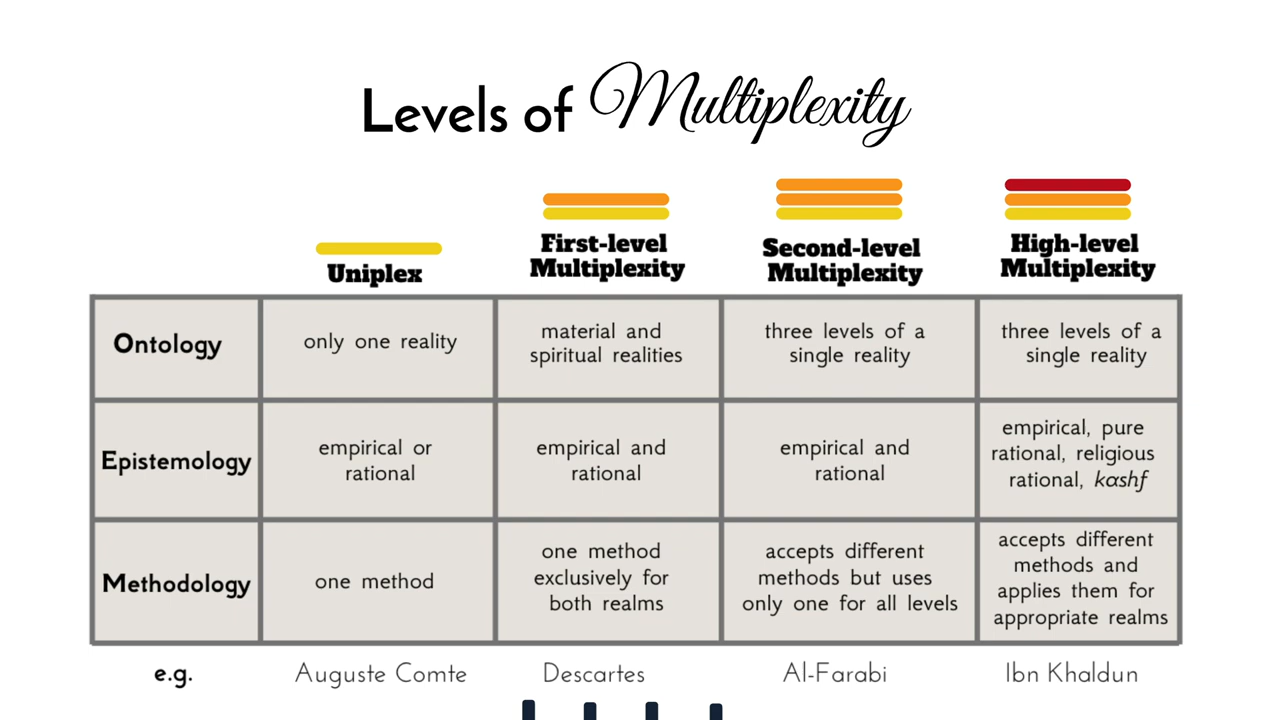 Levels of Multiplexity
Uniplex
First-level
Multiplexity
Second-level
Multiplexity
High-level
Multiplexity
Ontology
only one reality
material and
spiritual realities
three levels of a
single reality
three levels of a
single reality
Epistemology
empirical or
rational
empirical and
rational
empirical and
rational
empirical, pure
rational, religious
rational, kashf
Methodology
one method
one method
exclusively for
both realms
accepts different
methods but uses
only one for all levels
accepts different
methods and
applies them for
appropriate realms
e.g.
Auguste Comte
Descartes
Al-Farabi
Ibn Khaldun